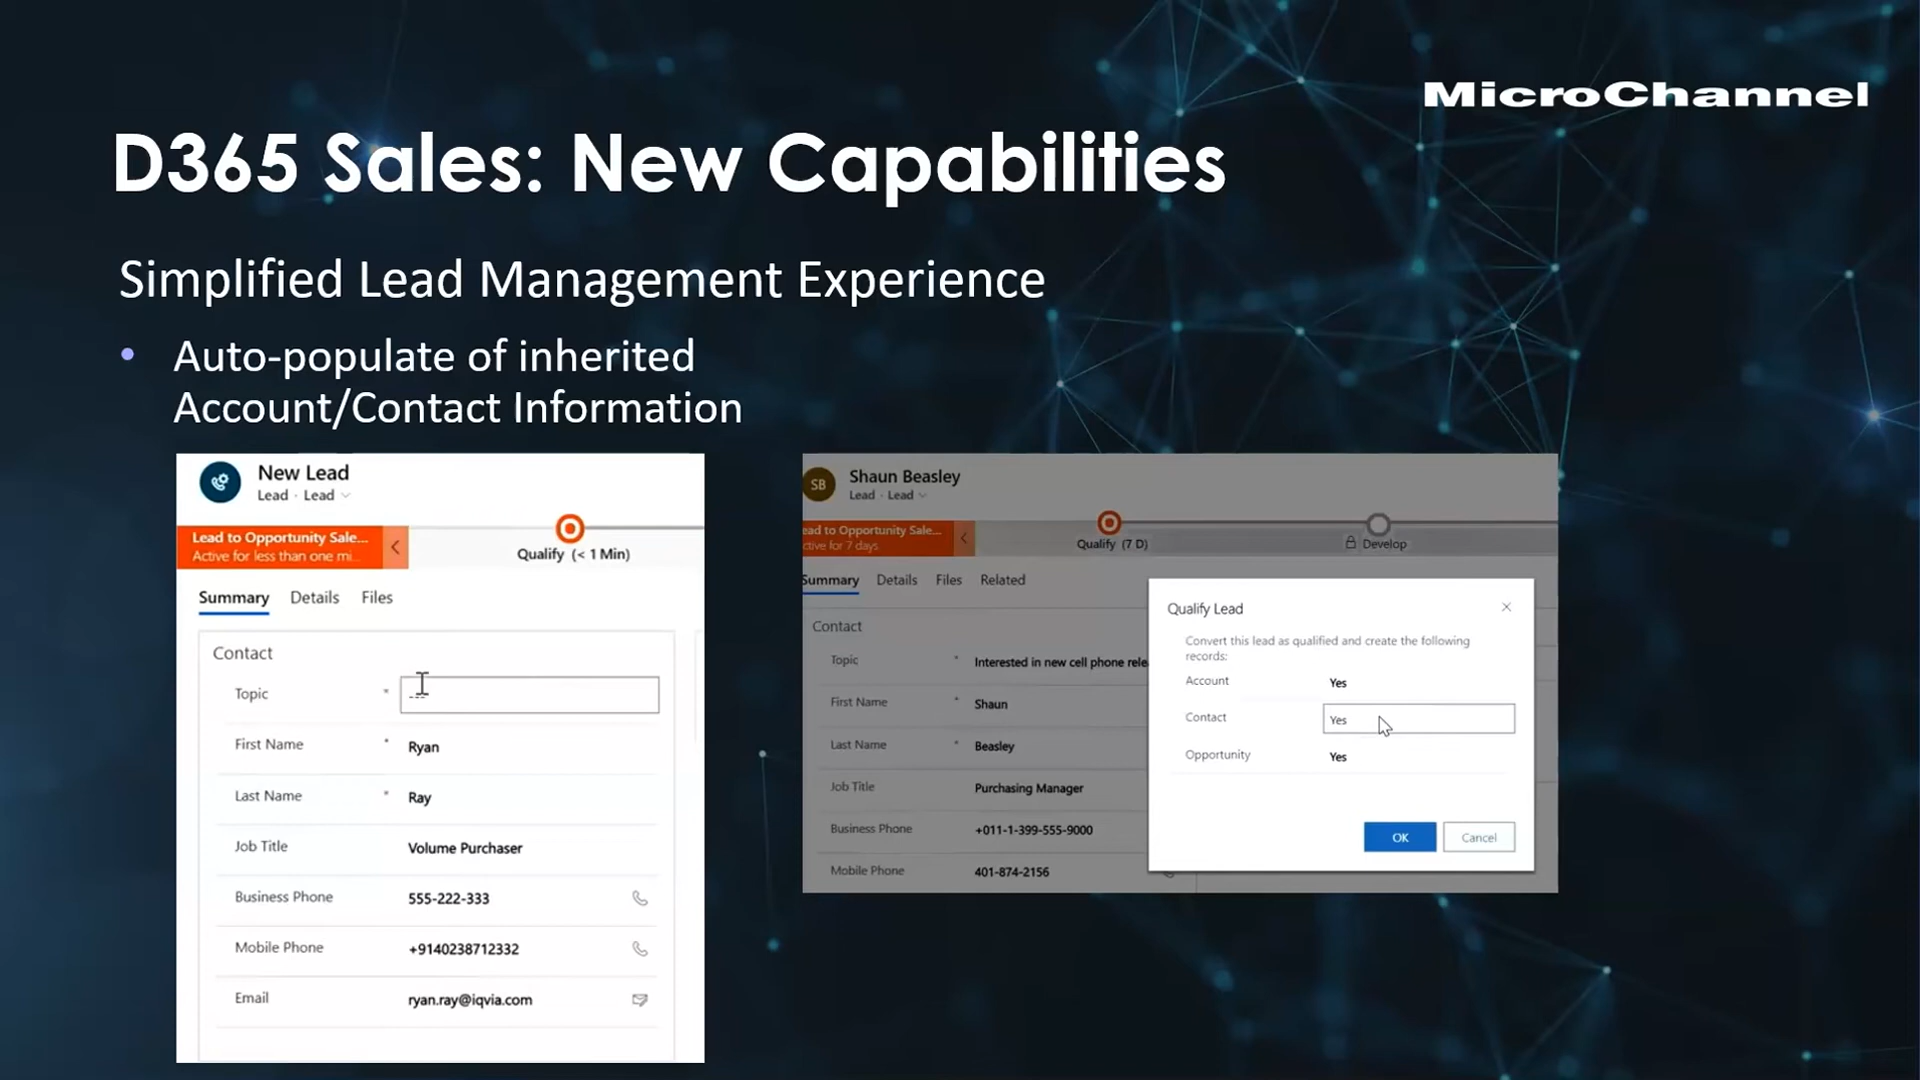 MicroChannel
D365 Sales: New Capabilities
Simplified Lead Management Experience
• Auto-populate of inherited
Account/Contact Information
New Lead
Lead · Lead
Lead to Opportunity Sale...
Active for less than one mi...
Qualify (< 1 Min)
Summary Details Files
Contact
Topic * ---
First Name * Ryan
Last Name * Ray
Job Title Volume Purchaser
Business Phone 555-222-333
Mobile Phone +9140238712332
Email ryan.ray@iqvia.com
SB
Shaun Beasley
Lead · Lead
ead to Opportunity Sale...
ctive for 7 days
Qualify (7 D)
Develop
Summary Details Files Related
Contact
Topic * Interested in new cell phone rele
First Name * Shaun
Last Name * Beasley
Job Title Purchasing Manager
Business Phone +011-1-399-555-9000
Mobile Phone 401-874-2156
Qualify Lead
Convert this lead as qualified and create the following
records:
Account Yes
Contact Yes
Opportunity Yes
OK Cancel